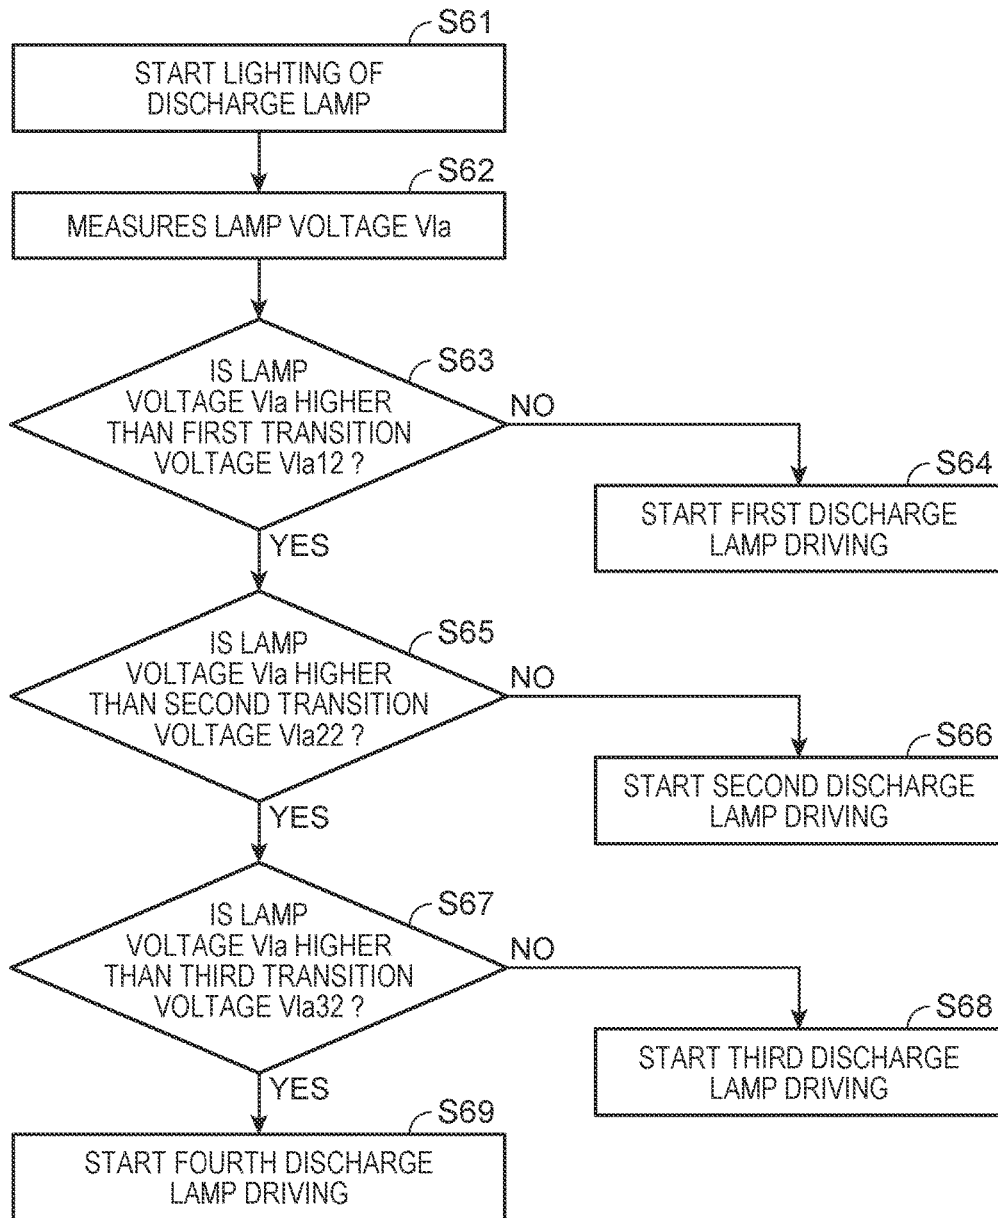 S61
START LIGHTING OF
DISCHARGE LAMP
S62
MEASURES LAMP VOLTAGE Vla
S63
IS LAMP
VOLTAGE Vla HIGHER
THAN FIRST TRANSITION
VOLTAGE Vla12 ?
NO
S64
START FIRST DISCHARGE
LAMP DRIVING
YES
S65
IS LAMP
VOLTAGE Vla HIGHER
THAN SECOND TRANSITION
VOLTAGE Vla22 ?
NO
S66
START SECOND DISCHARGE
LAMP DRIVING
YES
S67
IS LAMP
VOLTAGE Vla HIGHER
THAN THIRD TRANSITION
VOLTAGE Vla32 ?
NO
S68
START THIRD DISCHARGE
LAMP DRIVING
YES
S69
START FOURTH DISCHARGE
LAMP DRIVING